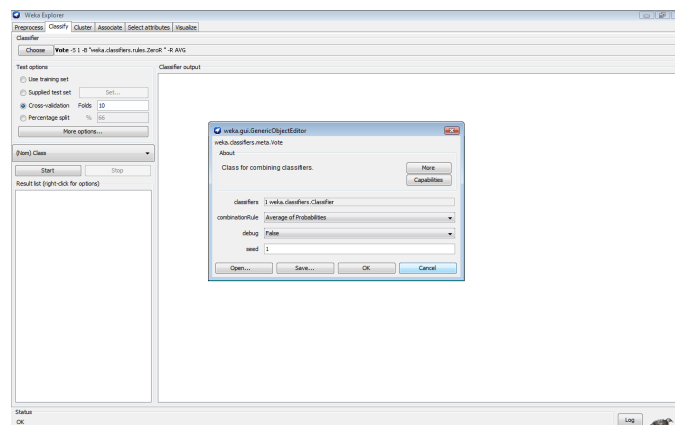 Weka Explorer
Preprocess Classify Cluster Associate Select attributes Visualize
Classifier
Choose Vote -S 1 -B "weka.classifiers.rules.ZeroR " -R AVG
Test options
Use training set
Supplied test set Set...
Cross-validation Folds 10
Percentage split % 66
More options...
(Nom) Class
Start Stop
Result list (right-click for options)
Classifier output
weka.gui.GenericObjectEditor
weka.classifiers.meta.Vote
About
Class for combining classifiers.
More
Capabilities
classifiers 1 weka.classifiers.Classifier
combinationRule Average of Probabilities
debug False
seed 1
Open... Save... OK Cancel
Status
OK
Log